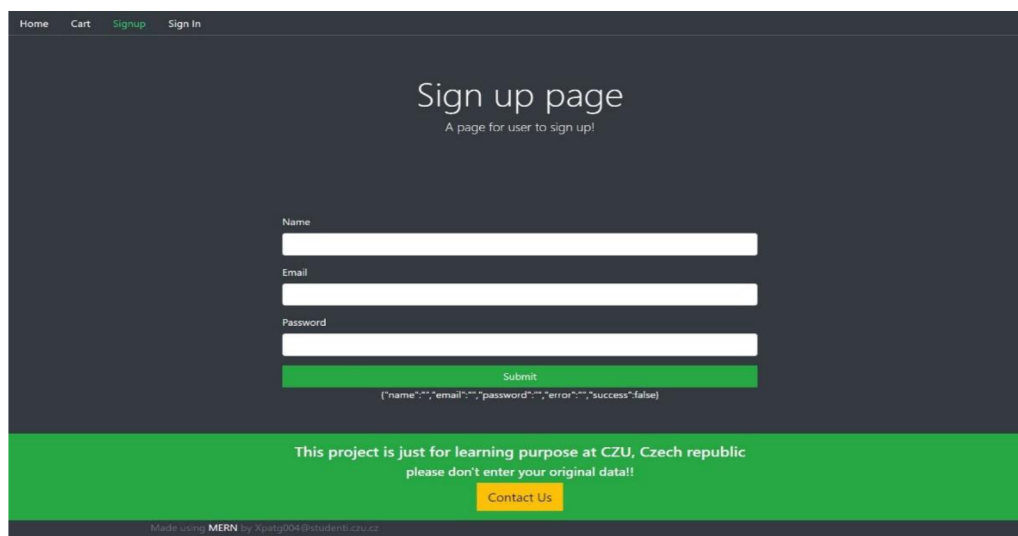 Home Cart Signup Sign In
Sign up page
A page for user to sign up!
Name
Email
Password
Submit
{"name":"","email":"","password":"","error":"","success":false}
This project is just for learning purpose at CZU, Czech republic
please don't enter your original data!!
Contact Us
Made using MERN by Xpatg004@studenti.czu.cz